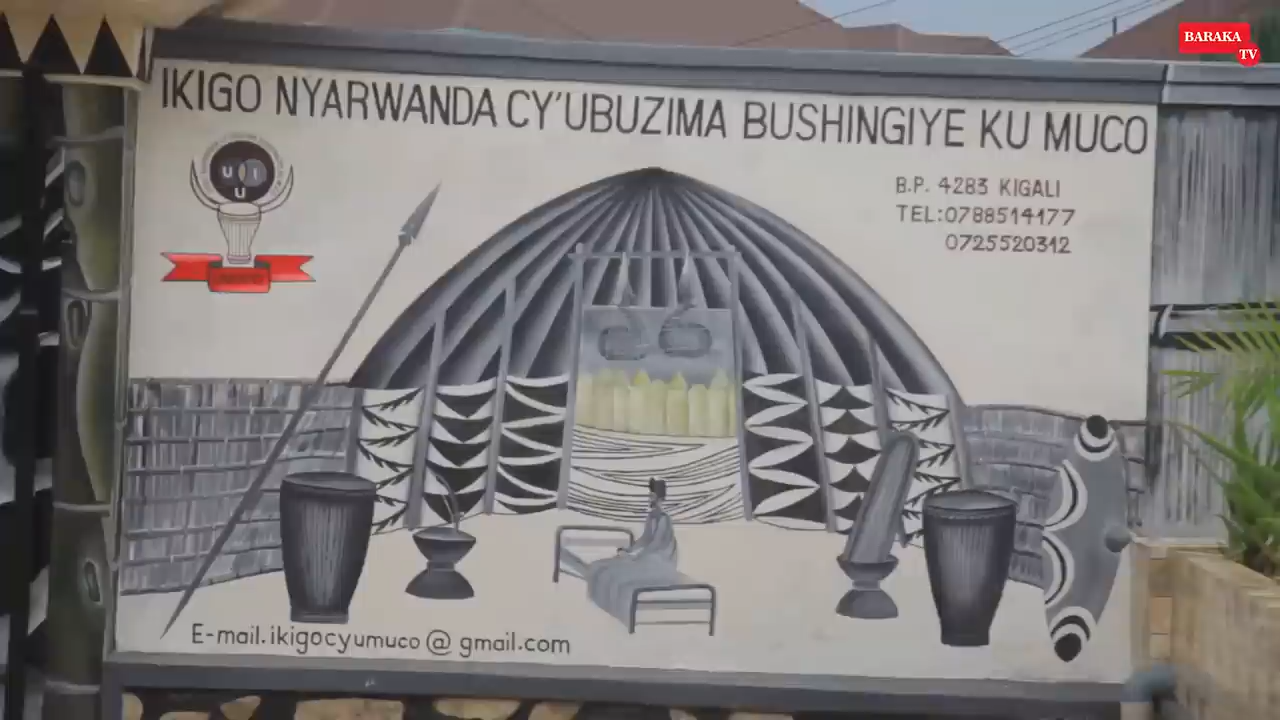 BARAKA
TV
IKIGO NYARWANDA CY'UBUZIMA BUSHINGIYE KU MUCO
U I
U
B.P. 4283 KIGALI
TEL:0788514177
0725520312
E-mail.ikigocyumuco@gmail.com